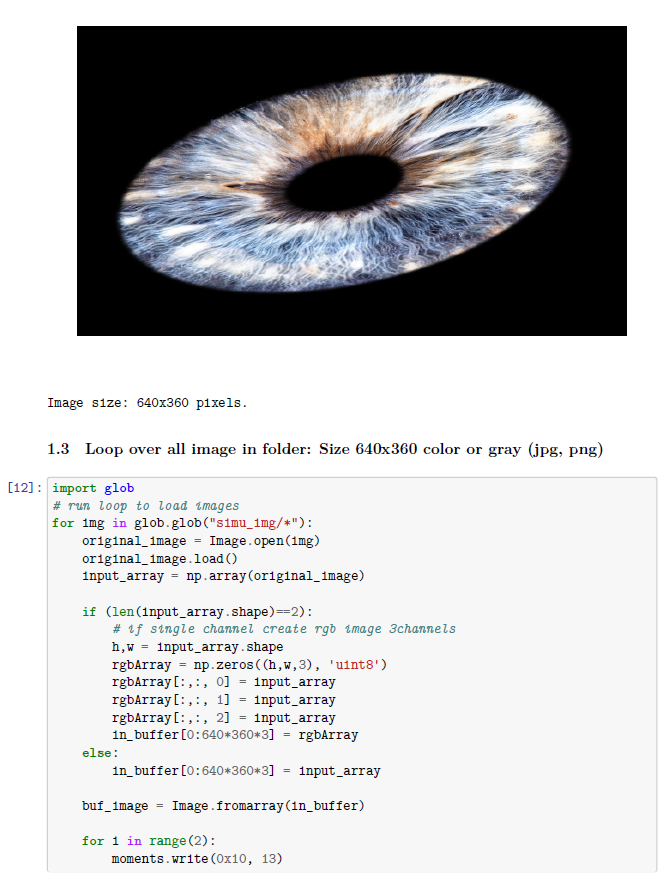 Image size: 640x360 pixels.
1.3 Loop over all image in folder: Size 640x360 color or gray (jpg, png)
[12]: import glob
# run loop to load images
for img in glob.glob("simu_img/*"):
    original_image = Image.open(img)
    original_image.load()
    input_array = np.array(original_image)
    if (len(input_array.shape)==2):
        # if single channel create rgb image 3channels
        h,w = input_array.shape
        rgbArray = np.zeros((h,w,3), 'uint8')
        rgbArray[:,:, 0] = input_array
        rgbArray[:,:, 1] = input_array
        rgbArray[:,:, 2] = input_array
        in_buffer[0:640*360*3] = rgbArray
    else:
        in_buffer[0:640*360*3] = input_array
    buf_image = Image.fromarray(in_buffer)
    for i in range(2):
        moments.write(0x10, 13)